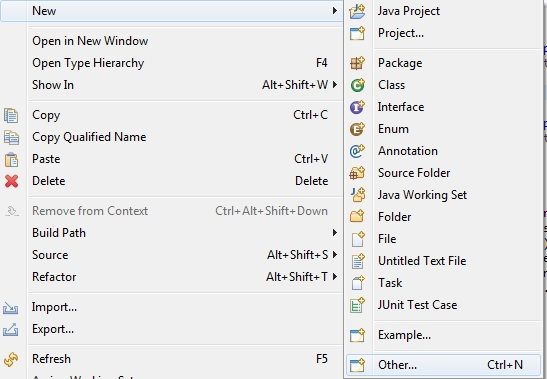 New
Open in New Window
Open Type Hierarchy F4
Show In Alt+Shift+W
Copy Ctrl+C
Copy Qualified Name
Paste Ctrl+V
Delete Delete
Remove from Context Ctrl+Alt+Shift+Down
Build Path
Source Alt+Shift+S
Refactor Alt+Shift+T
Import...
Export...
Refresh F5
Java Project
Project...
Package
Class
Interface
Enum
Annotation
Source Folder
Java Working Set
Folder
File
Untitled Text File
Task
JUnit Test Case
Example...
Other... Ctrl+N